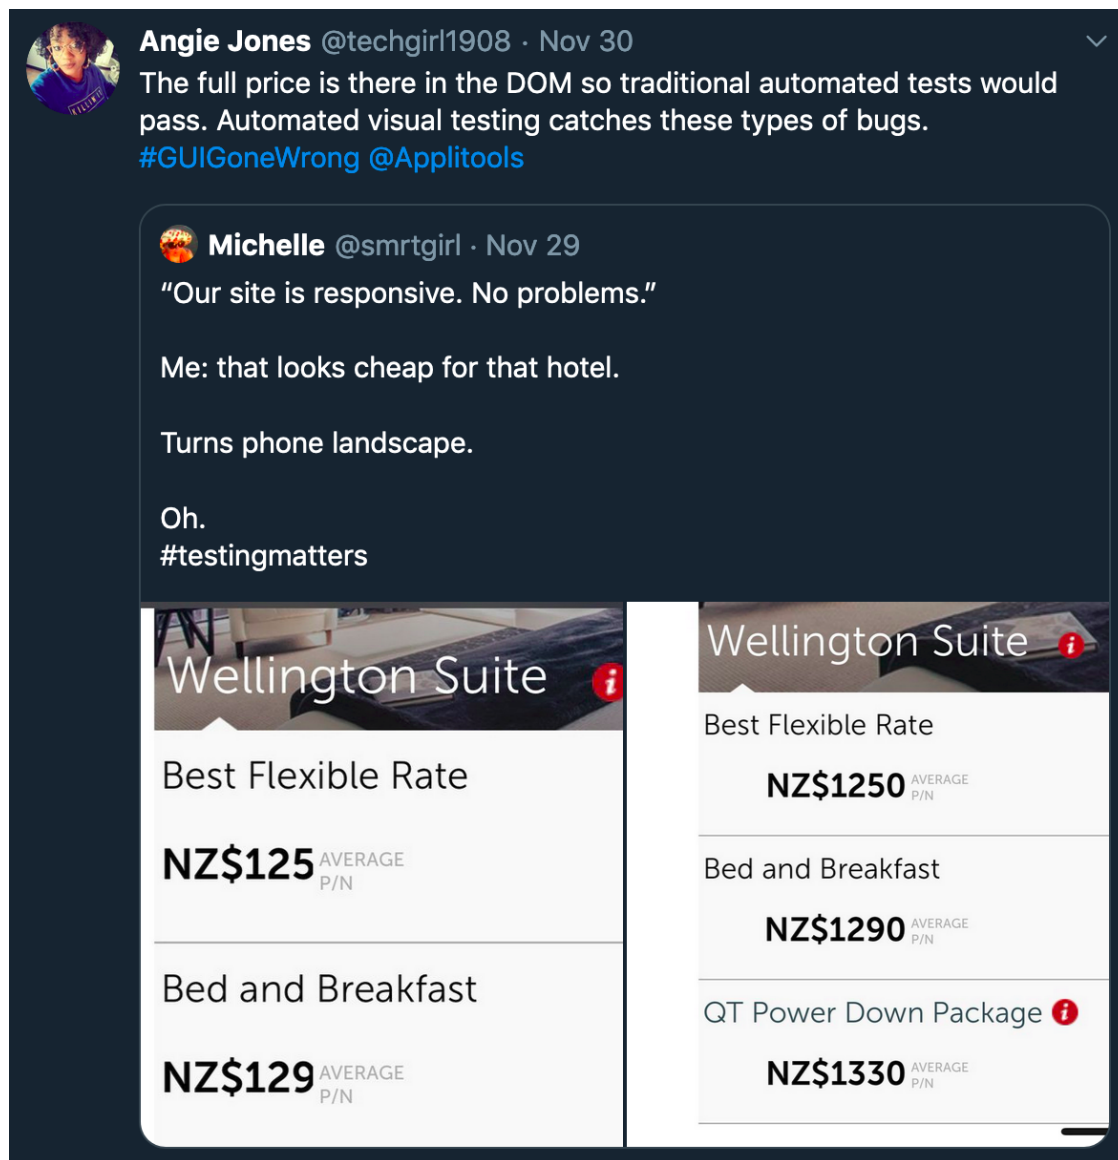 Angie Jones @techgirl1908 · Nov 30
The full price is there in the DOM so traditional automated tests would
pass. Automated visual testing catches these types of bugs.
#GUIGoneWrong @Applitools
Michelle @smrtgirl · Nov 29
“Our site is responsive. No problems.”
Me: that looks cheap for that hotel.
Turns phone landscape.
Oh.
#testingmatters
Wellington Suite i
Best Flexible Rate
NZ$125 AVERAGE
P/N
Bed and Breakfast
NZ$129 AVERAGE
P/N
Wellington Suite i
Best Flexible Rate
NZ$1250 AVERAGE
P/N
Bed and Breakfast
NZ$1290 AVERAGE
P/N
QT Power Down Package i
NZ$1330 AVERAGE
P/N